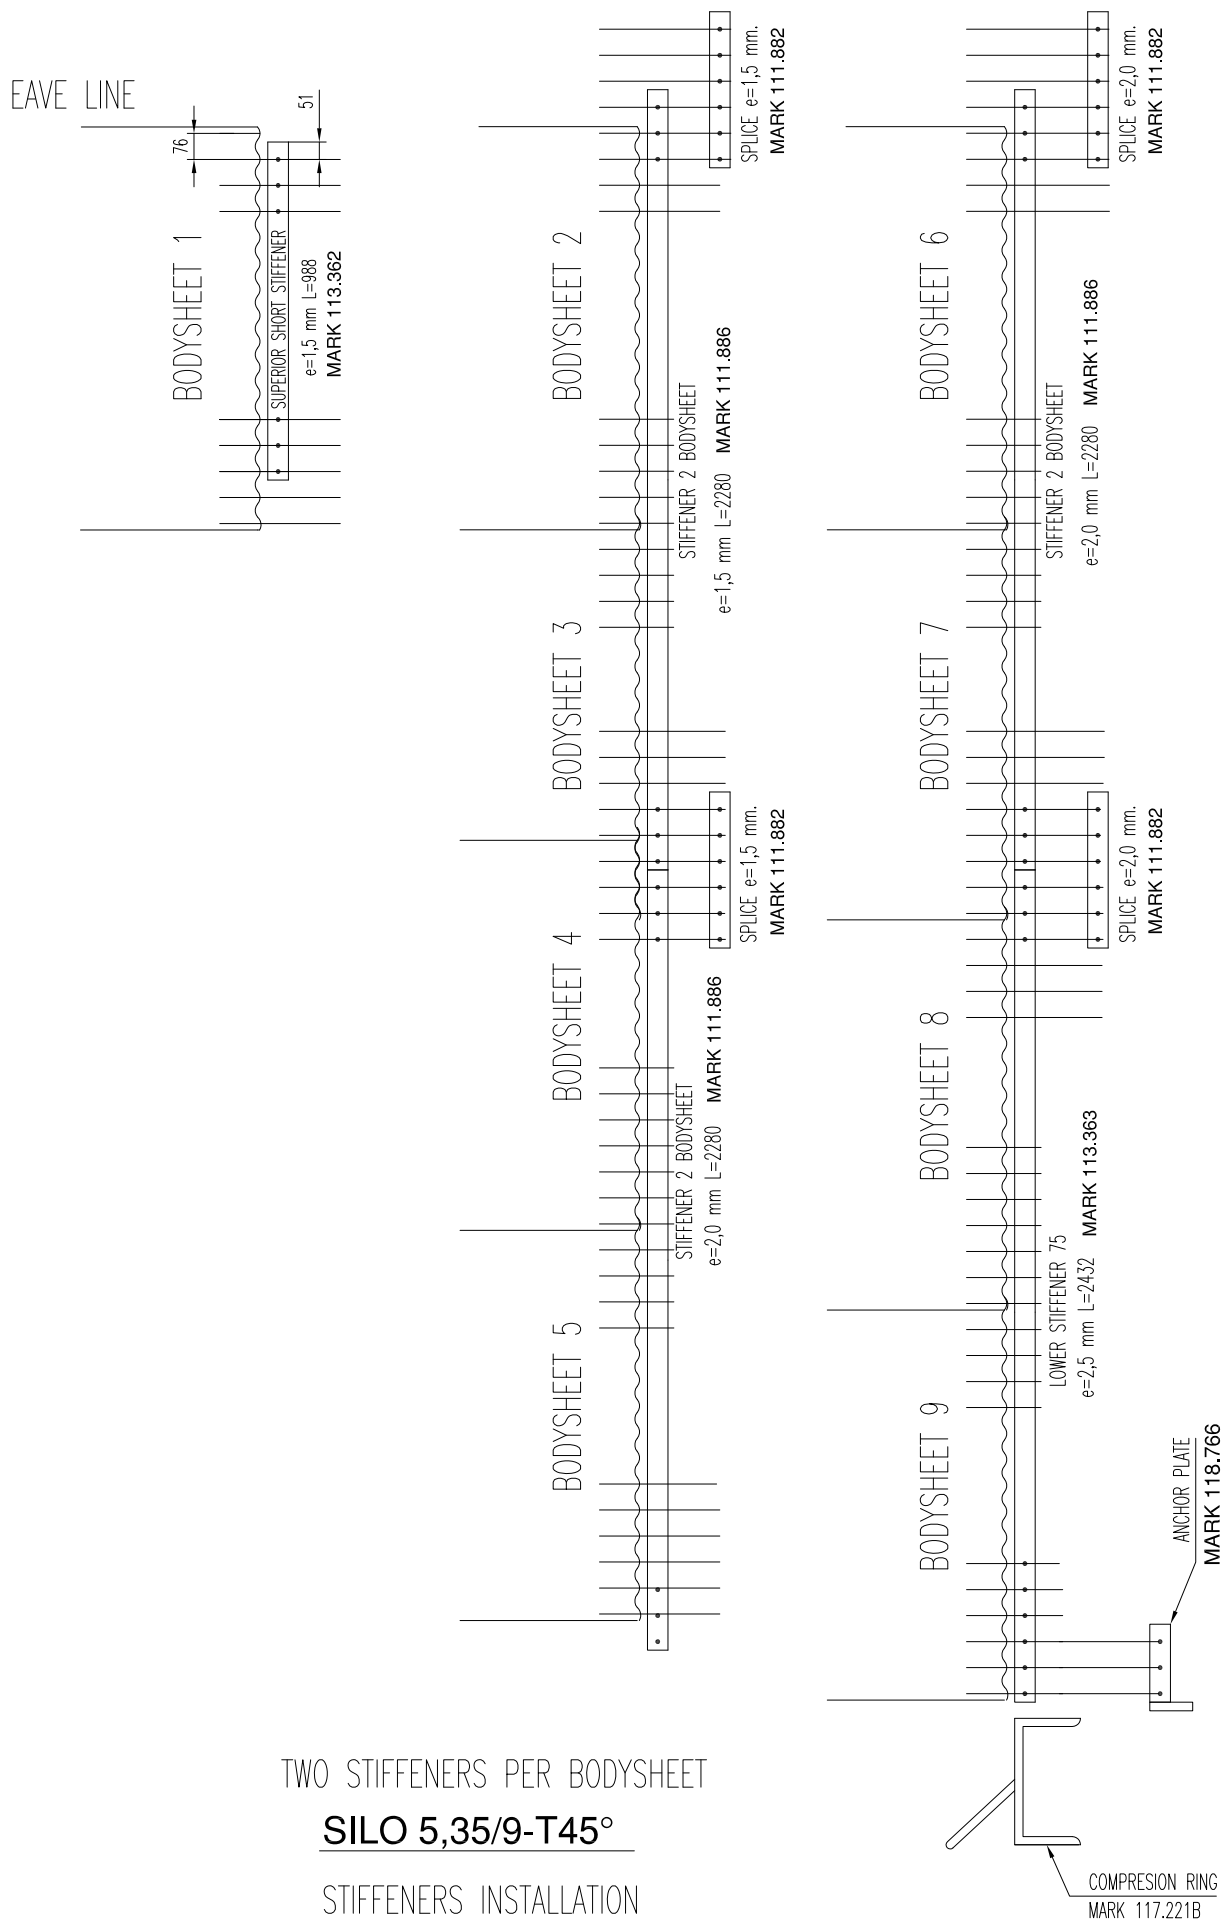 EAVE LINE
76
51
BODYSHEET 1
SUPERIOR SHORT STIFFENER
e=1,5 mm L=988
MARK 113.362
SPLICE e=1,5 mm.
MARK 111.882
BODYSHEET 2
STIFFENER 2 BODYSHEET
e=1,5 mm L=2280 MARK 111.886
BODYSHEET 3
SPLICE e=1,5 mm.
MARK 111.882
BODYSHEET 4
STIFFENER 2 BODYSHEET
e=2,0 mm L=2280 MARK 111.886
BODYSHEET 5
SPLICE e=2,0 mm.
MARK 111.882
BODYSHEET 6
STIFFENER 2 BODYSHEET
e=2,0 mm L=2280 MARK 111.886
BODYSHEET 7
SPLICE e=2,0 mm.
MARK 111.882
BODYSHEET 8
LOWER STIFFENER 75
e=2,5 mm L=2432 MARK 113.363
BODYSHEET 9
ANCHOR PLATE
MARK 118.766
COMPRESION RING
MARK 117.221B
TWO STIFFENERS PER BODYSHEET
SILO 5,35/9-T45°
STIFFENERS INSTALLATION